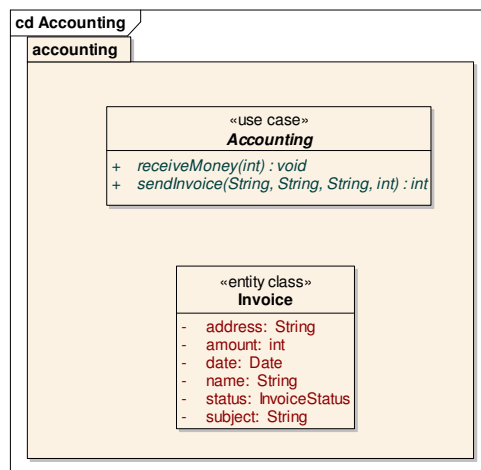 cd Accounting
accounting
«use case»
Accounting
+ receiveMoney(int) : void
+ sendInvoice(String, String, String, int) : int
«entity class»
Invoice
- address: String
- amount: int
- date: Date
- name: String
- status: InvoiceStatus
- subject: String